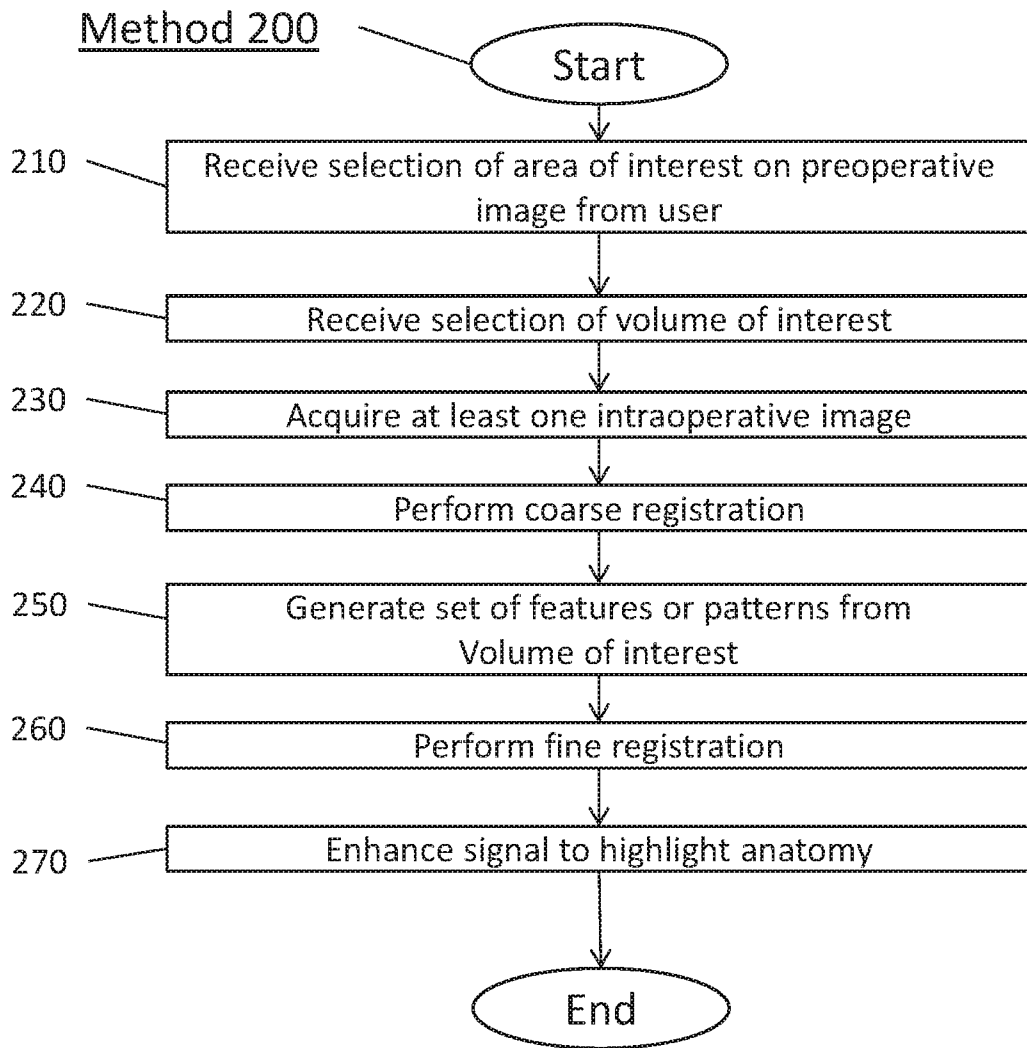 Method 200
Start
210
Receive selection of area of interest on preoperative
image from user
220
Receive selection of volume of interest
230
Acquire at least one intraoperative image
240
Perform coarse registration
250
Generate set of features or patterns from
Volume of interest
260
Perform fine registration
270
Enhance signal to highlight anatomy
End